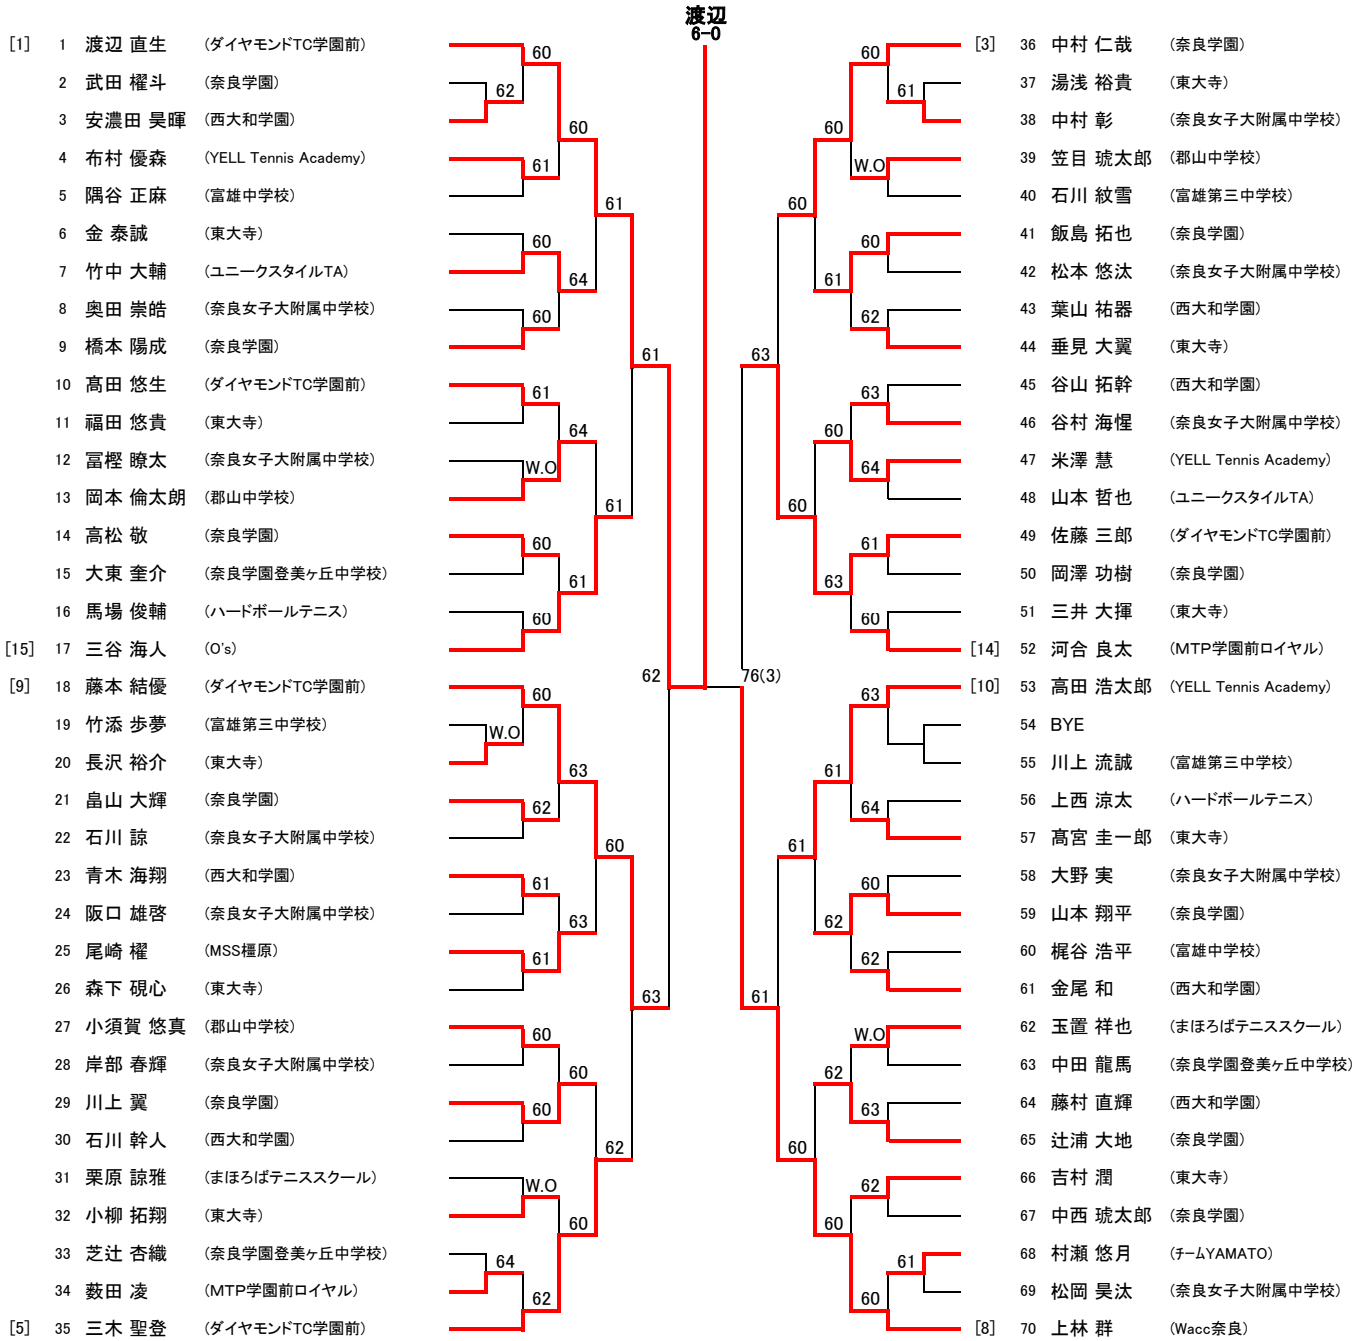 渡辺
6-0
[1] 1 渡辺 直生 (ダイヤモンドTC学園前)
2 武田 櫂斗 (奈良学園)
3 安濃田 昊暉 (西大和学園)
4 布村 優森 (YELL Tennis Academy)
5 隅谷 正麻 (富雄中学校)
6 金 泰誠 (東大寺)
7 竹中 大輔 (ユニークスタイルTA)
8 奥田 崇皓 (奈良女子大附属中学校)
9 橋本 陽成 (奈良学園)
10 髙田 悠生 (ダイヤモンドTC学園前)
11 福田 悠貴 (東大寺)
12 冨樫 瞭太 (奈良女子大附属中学校)
13 岡本 倫太朗 (郡山中学校)
14 高松 敬 (奈良学園)
15 大東 奎介 (奈良学園登美ヶ丘中学校)
16 馬場 俊輔 (ハードボールテニス)
[15] 17 三谷 海人 (O's)
[9] 18 藤本 結優 (ダイヤモンドTC学園前)
19 竹添 歩夢 (富雄第三中学校)
20 長沢 裕介 (東大寺)
21 畠山 大輝 (奈良学園)
22 石川 諒 (奈良女子大附属中学校)
23 青木 海翔 (西大和学園)
24 阪口 雄啓 (奈良女子大附属中学校)
25 尾崎 櫂 (MSS橿原)
26 森下 硯心 (東大寺)
27 小須賀 悠真 (郡山中学校)
28 岸部 春輝 (奈良女子大附属中学校)
29 川上 翼 (奈良学園)
30 石川 幹人 (西大和学園)
31 栗原 諒雅 (まほろばテニススクール)
32 小柳 拓翔 (東大寺)
33 芝辻 杏織 (奈良学園登美ヶ丘中学校)
34 薮田 凌 (MTP学園前ロイヤル)
[5] 35 三木 聖登 (ダイヤモンドTC学園前)
60
62
61
60
60
61
W.O
60
60
60
W.O
62
61
61
60
60
W.O
64
62
60
64
64
61
63
63
60
60
61
61
60
62
61
63
62
[3] 36 中村 仁哉 (奈良学園)
37 湯浅 裕貴 (東大寺)
38 中村 彰 (奈良女子大附属中学校)
39 笠目 琥太郎 (郡山中学校)
40 石川 紋雪 (富雄第三中学校)
41 飯島 拓也 (奈良学園)
42 松本 悠汰 (奈良女子大附属中学校)
43 葉山 祐器 (西大和学園)
44 垂見 大翼 (東大寺)
45 谷山 拓幹 (西大和学園)
46 谷村 海惺 (奈良女子大附属中学校)
47 米澤 慧 (YELL Tennis Academy)
48 山本 哲也 (ユニークスタイルTA)
49 佐藤 三郎 (ダイヤモンドTC学園前)
50 岡澤 功樹 (奈良学園)
51 三井 大揮 (東大寺)
[14] 52 河合 良太 (MTP学園前ロイヤル)
[10] 53 高田 浩太郎 (YELL Tennis Academy)
54 BYE
55 川上 流誠 (富雄第三中学校)
56 上西 涼太 (ハードボールテニス)
57 髙宮 圭一郎 (東大寺)
58 大野 実 (奈良女子大附属中学校)
59 山本 翔平 (奈良学園)
60 梶谷 浩平 (富雄中学校)
61 金尾 和 (西大和学園)
62 玉置 祥也 (まほろばテニススクール)
63 中田 龍馬 (奈良学園登美ヶ丘中学校)
64 藤村 直輝 (西大和学園)
65 辻浦 大地 (奈良学園)
66 吉村 潤 (東大寺)
67 中西 琥太郎 (奈良学園)
68 村瀬 悠月 (チームYAMATO)
69 松岡 昊汰 (奈良女子大附属中学校)
[8] 70 上林 群 (Wacc奈良)
60
61
W.O
60
62
63
64
61
60
63
64
60
62
W.O
63
62
61
60
60
61
60
63
61
62
62
60
60
60
61
60
63
61
76(3)